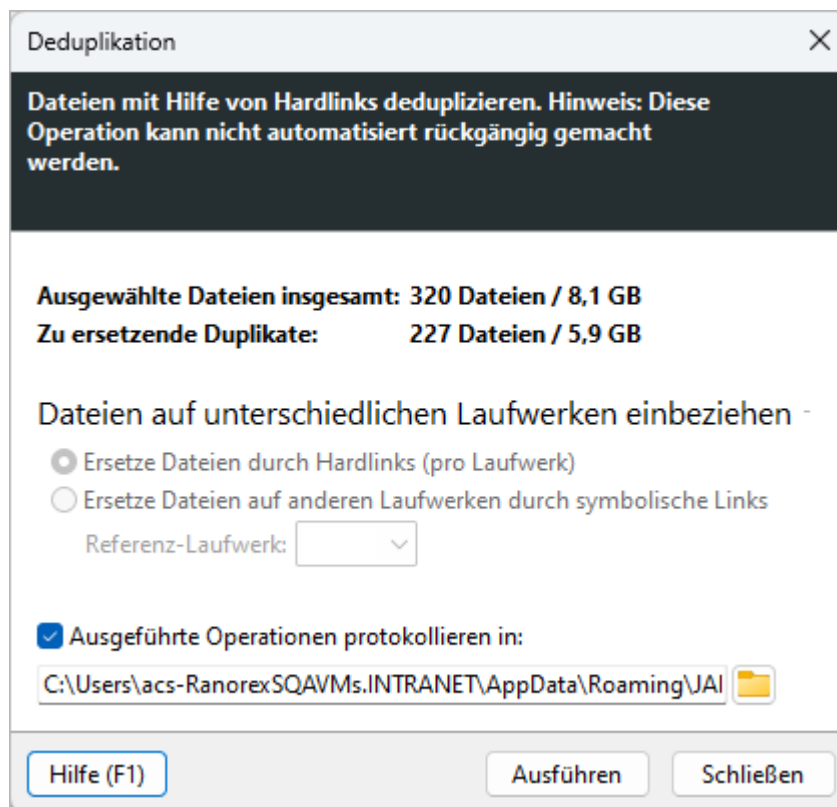 Deduplikation
Dateien mit Hilfe von Hardlinks deduplizieren. Hinweis: Diese
Operation kann nicht automatisiert rückgängig gemacht
werden.
Ausgewählte Dateien insgesamt: 320 Dateien / 8,1 GB
Zu ersetzende Duplikate: 227 Dateien / 5,9 GB
Dateien auf unterschiedlichen Laufwerken einbeziehen
Ersetze Dateien durch Hardlinks (pro Laufwerk)
Ersetze Dateien auf anderen Laufwerken durch symbolische Links
Referenz-Laufwerk:
Ausgeführte Operationen protokollieren in:
C:\Users\acs-RanorexSQAVMs.INTRANET\AppData\Roaming\JAI
Hilfe (F1) Ausführen Schließen